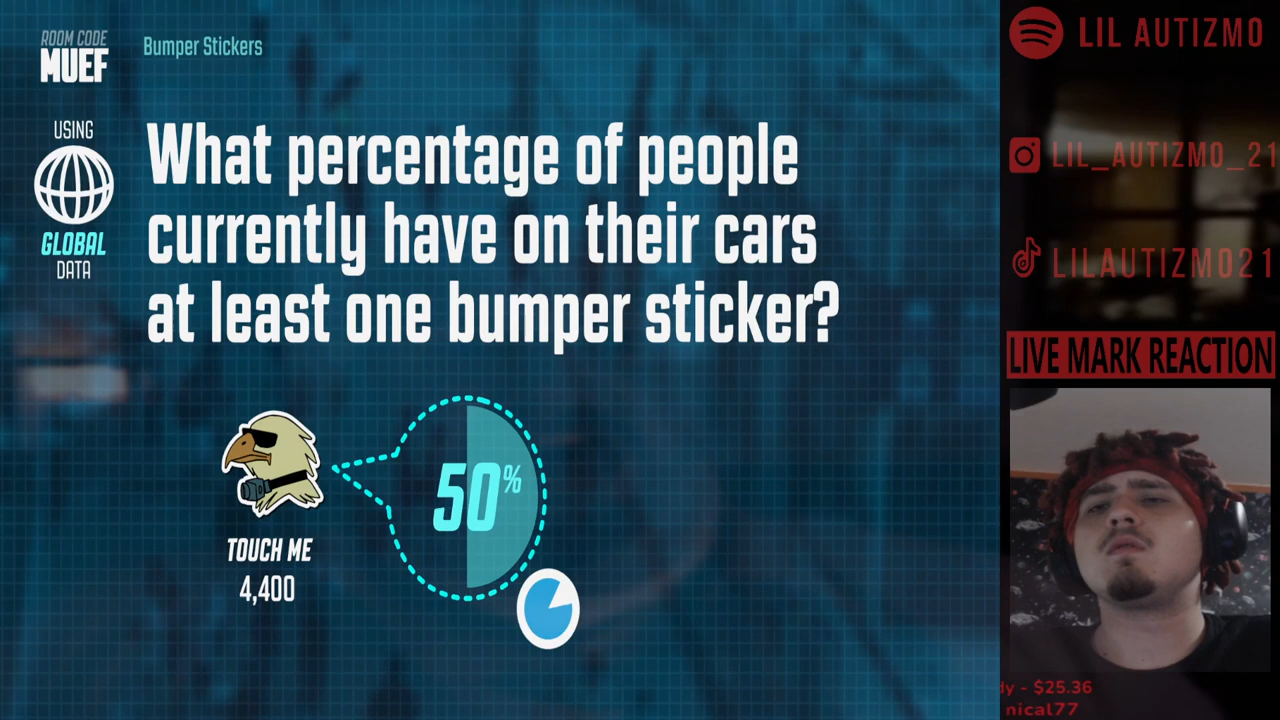 ROOM CODE
MUEF
Bumper Stickers
USING
GLOBAL
DATA
What percentage of people
currently have on their cars
at least one bumper sticker?
50%
TOUCH ME
4,400
LIL AUTIZMO
LIL_AUTIZMO_21
LILAUTIZMO21
LIVE MARK REACTION
dy - $25.36
nical77